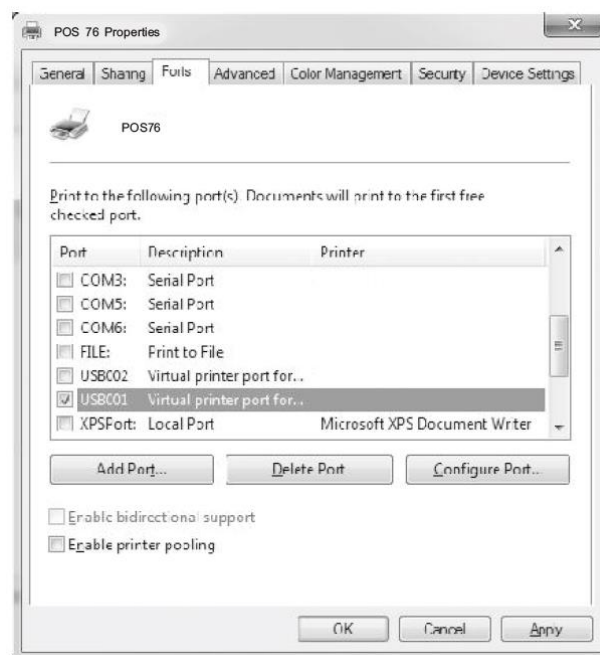 POS 76 Properties
General Sharing Ports Advanced Color Management Security Device Settings
POS76
Print to the following port(s). Documents will print to the first free
checked port.
Port Description Printer
COM3: Serial Port
COM5: Serial Port
COM6: Serial Port
FILE: Print to File
USB002 Virtual printer port for..
USB001 Virtual printer port for..
XPSPort: Local Port Microsoft XPS Document Writer
Add Port... Delete Port Configure Port..
Enable bidirectional support
Enable printer pooling
OK Cancel Apply